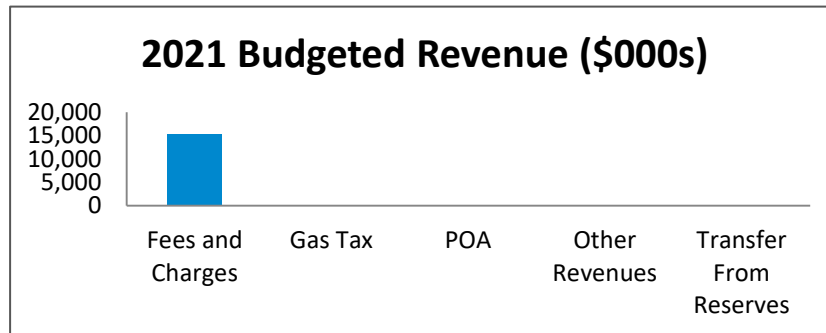 2021 Budgeted Revenue ($000s)
20,000
15,000
10,000
5,000
0
Fees and
Charges
Gas Tax
POA
Other
Revenues
Transfer
From
Reserves